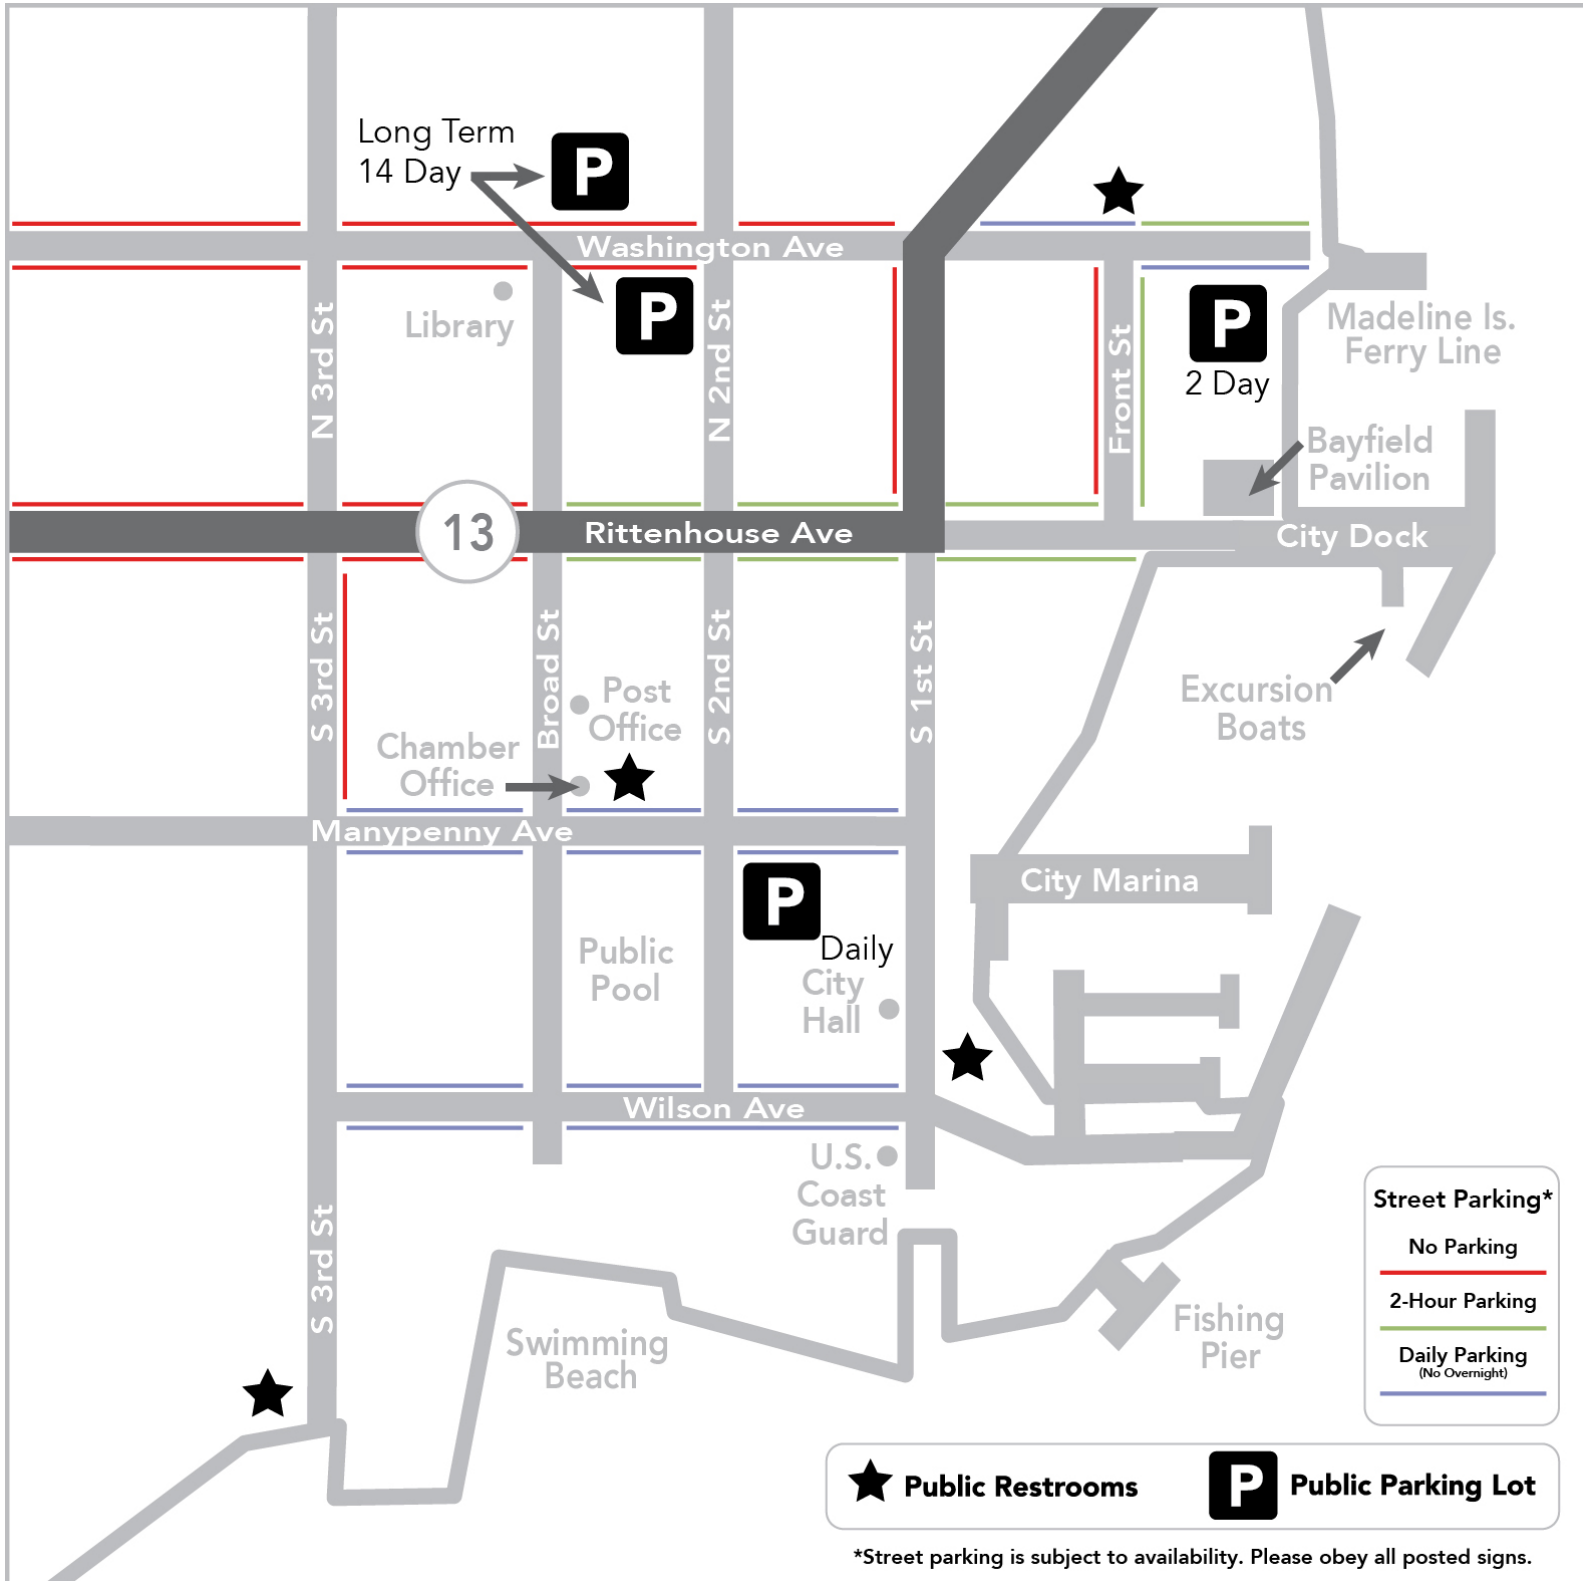 Long Term
14 Day
P
Washington Ave
Library
P
N 3rd St
N 2nd St
Front St
P
2 Day
Madeline Is.
Ferry Line
Bayfield
Pavilion
13
Rittenhouse Ave
City Dock
S 3rd St
Broad St
Post
Office
S 2nd St
S 1st St
Excursion
Boats
Chamber
Office
Manypenny Ave
P
Daily
City Marina
Public
Pool
City
Hall
Wilson Ave
U.S.
Coast
Guard
S 3rd St
Swimming
Beach
Fishing
Pier
Street Parking*
No Parking
2-Hour Parking
Daily Parking
(No Overnight)
Public Restrooms
P
Public Parking Lot
*Street parking is subject to availability. Please obey all posted signs.